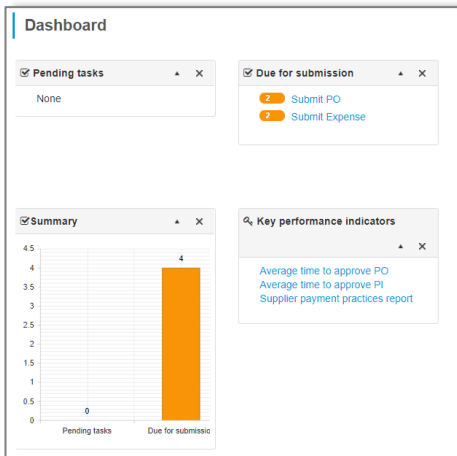 Dashboard
Pending tasks
None
Due for submission
2 Submit PO
2 Submit Expense
Summary
4.5
4
3.5
3
2.5
2
1.5
1
0.5
0
0
4
Pending tasks
Due for submissio
Key performance indicators
Average time to approve PO
Average time to approve PI
Supplier payment practices report